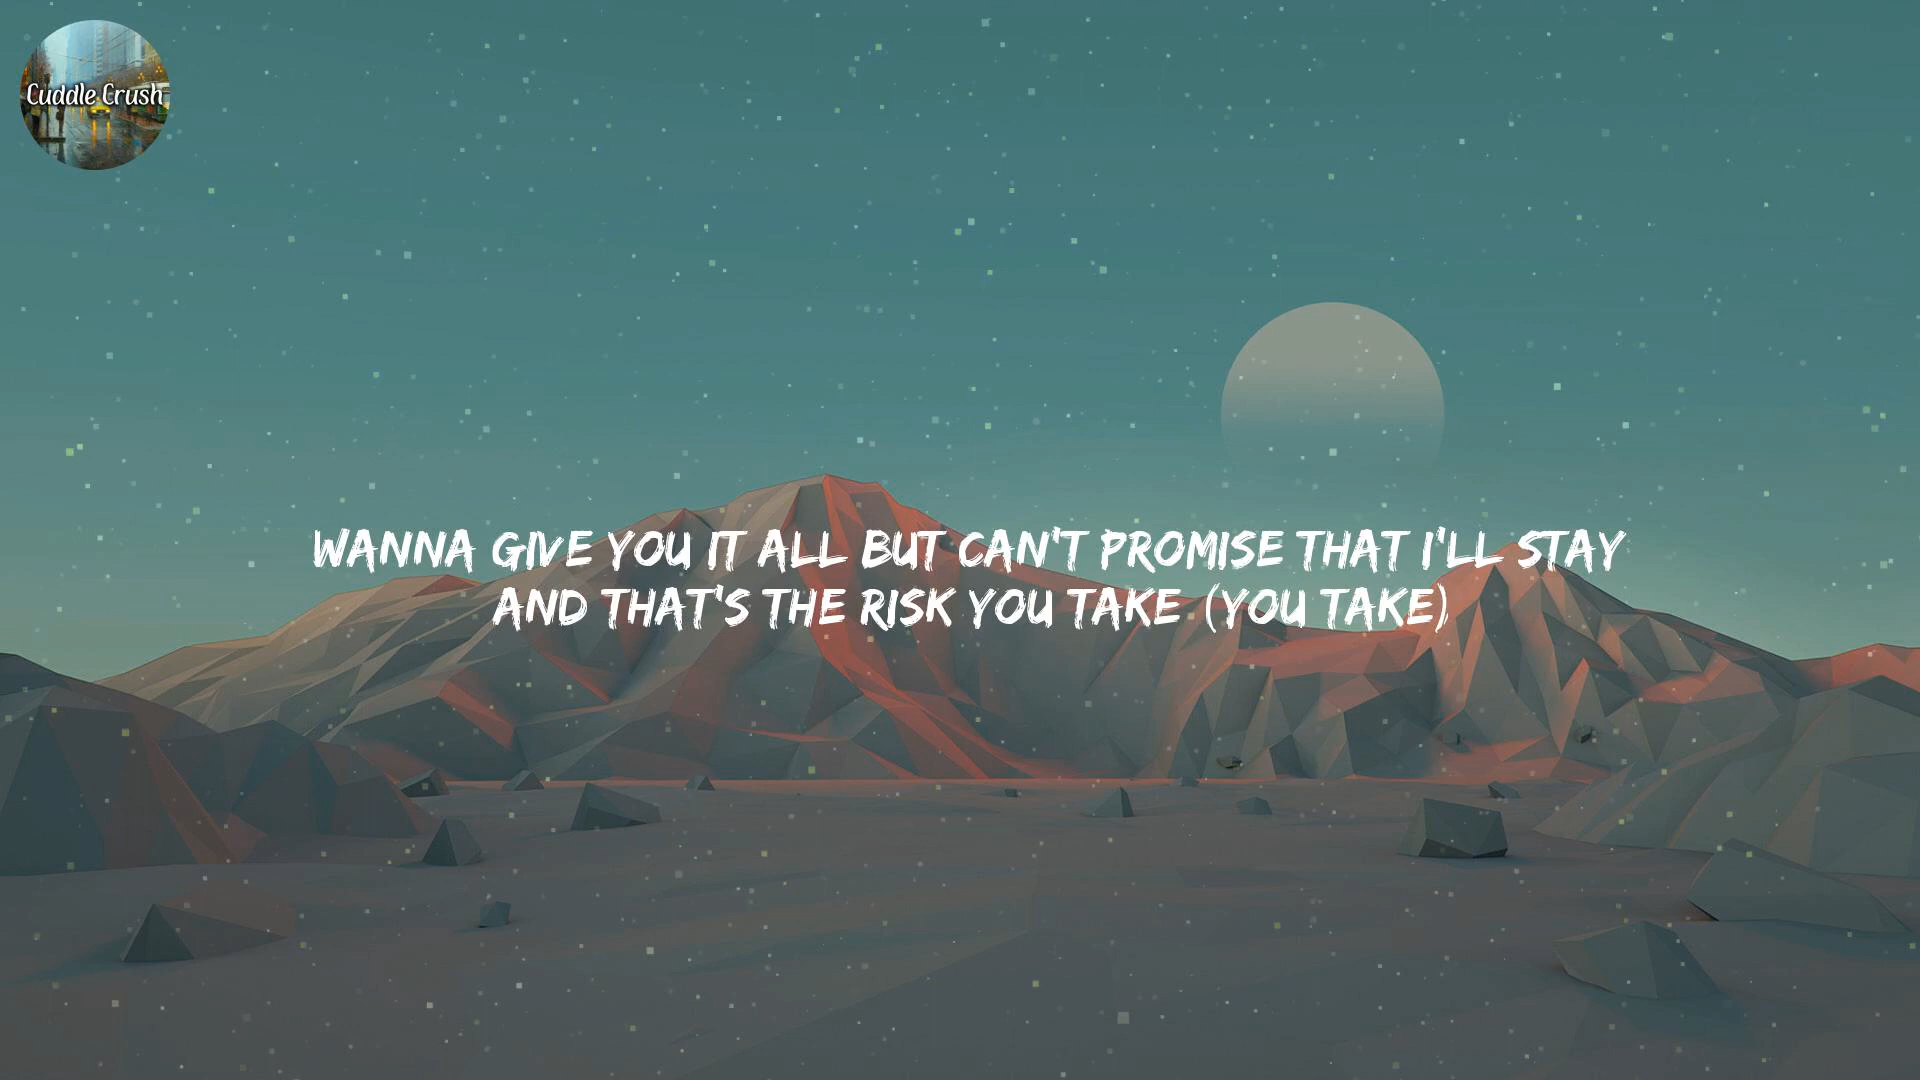 Cuddle Crush
WANNA GIVE YOU IT ALL BUT CAN'T PROMISE THAT I'LL STAY
AND THAT'S THE RISK YOU TAKE (YOU TAKE)